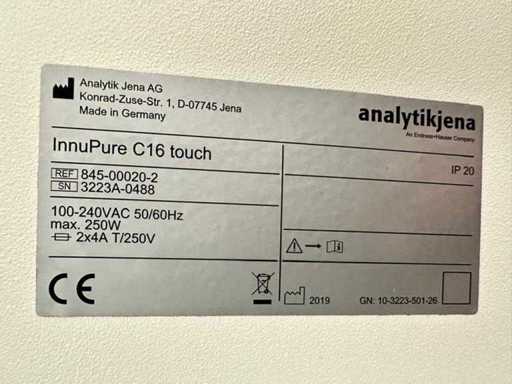 Analytik Jena AG
Konrad-Zuse-Str. 1, D-07745 Jena
Made in Germany
analytikjena
An Endress+Hauser Company
InnuPure C16 touch
IP 20
REF 845-00020-2
SN 3223A-0488
100-240VAC 50/60Hz
max. 250W
2x4A T/250V
CE
2019
GN: 10-3223-501-26